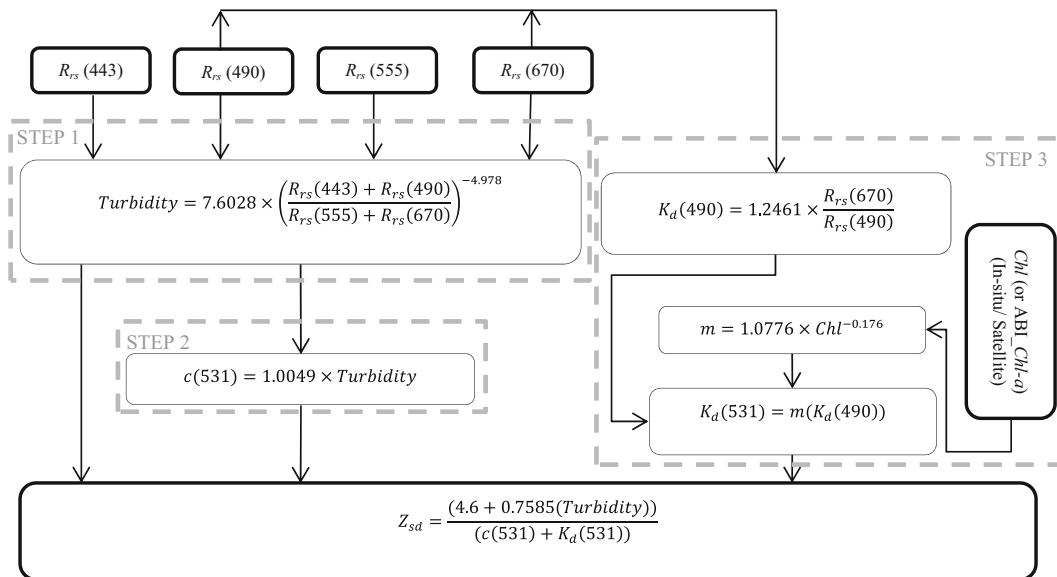 R_rs (443)
R_rs (490)
R_rs (555)
R_rs (670)
STEP 1
Turbidity = 7.6028 × ((R_rs(443) + R_rs(490)) / (R_rs(555) + R_rs(670)))^−4.978
STEP 2
c(531) = 1.0049 × Turbidity
STEP 3
K_d(490) = 1.2461 × R_rs(670) / R_rs(490)
m = 1.0776 × Chl^−0.176
K_d(531) = m(K_d(490))
Chl (or ABI_Chl-a)
(In-situ/ Satellite)
Z_sd = (4.6 + 0.7585(Turbidity)) / (c(531) + K_d(531))